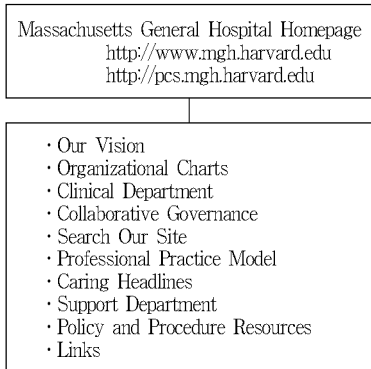 Massachusetts General Hospital Homepage
http://www.mgh.harvard.edu
http://pcs.mgh.harvard.edu
· Our Vision
· Organizational Charts
· Clinical Department
· Collaborative Governance
· Search Our Site
· Professional Practice Model
· Caring Headlines
· Support Department
· Policy and Procedure Resources
· Links